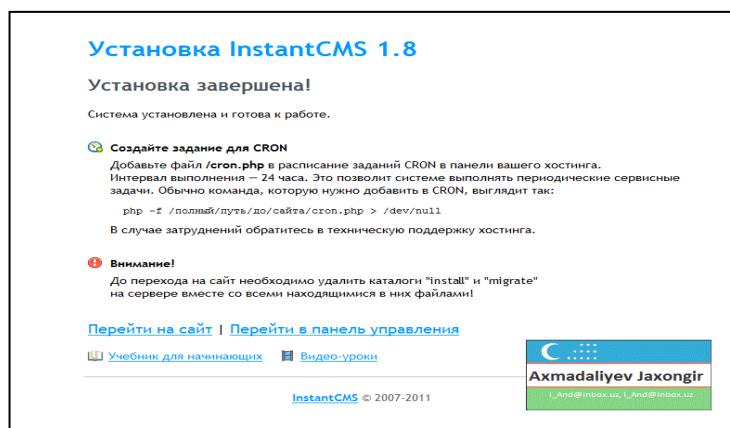 Установка InstantCMS 1.8
Установка завершена!
Система установлена и готова к работе.
Создайте задание для CRON
Добавьте файл /cron.php в расписание заданий CRON в панели вашего хостинга.
Интервал выполнения — 24 часа. Это позволит системе выполнять периодические сервисные
задачи. Обычно команда, которую нужно добавить в CRON, выглядит так:
php -f /полный/путь/до/сайта/cron.php > /dev/null
В случае затруднений обратитесь в техническую поддержку хостинга.
Внимание!
До перехода на сайт необходимо удалить каталоги "install" и "migrate"
на сервере вместе со всеми находящимися в них файлами!
Перейти на сайт | Перейти в панель управления
Учебник для начинающих Видео-уроки
Axmadaliyev Jaxongir
I_And@inbox.uz, I_And@inbox.uz
InstantCMS © 2007-2011